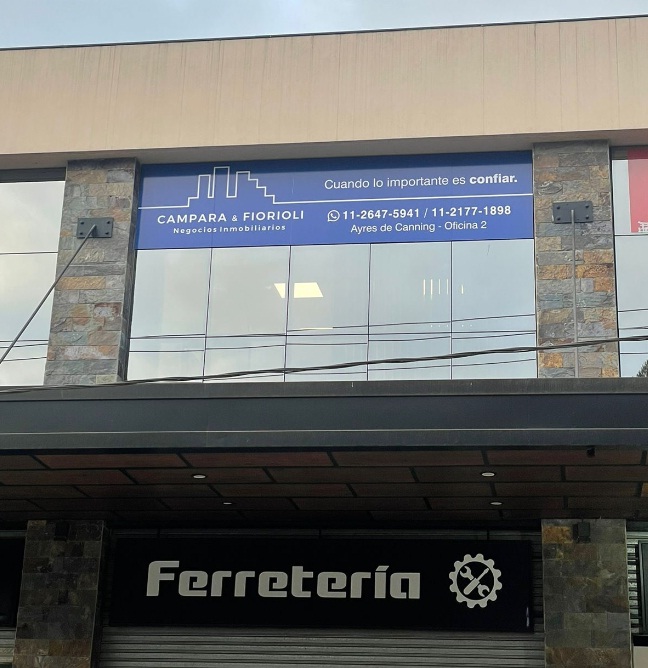 CAMPARA & FIORIOLI
Negocios Inmobiliarios
Cuando lo importante es confiar.
11-2647-5941 / 11-2177-1898
Ayres de Canning - Oficina 2
Ferretería